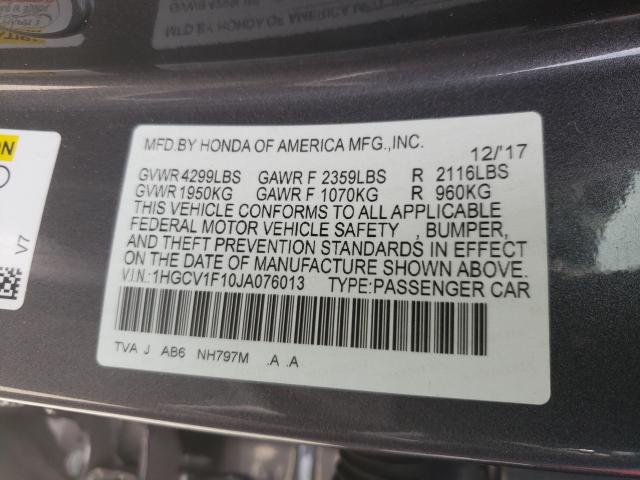 MFD.BY HONDA OF AMERICA MFG.,INC.
12/'17
GVWR 4299LBS GAWR F 2359LBS R 2116LBS
GVWR 1950KG GAWR F 1070KG R 960KG
THIS VEHICLE CONFORMS TO ALL APPLICABLE
FEDERAL MOTOR VEHICLE SAFETY , BUMPER,
AND THEFT PREVENTION STANDARDS IN EFFECT
ON DATE OF MANUFACTURE SHOWN ABOVE.
V.I.N.:1HGCV1F10JA076013 TYPE:PASSENGER CAR
TVA J AB6 NH797M .A .A
V7